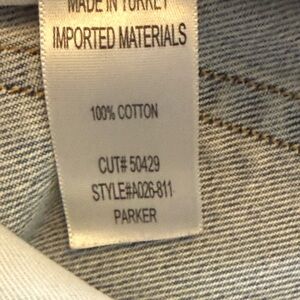 MADE IN TURKEY
IMPORTED MATERIALS
100% COTTON
CUT# 50429
STYLE#A026-811
PARKER